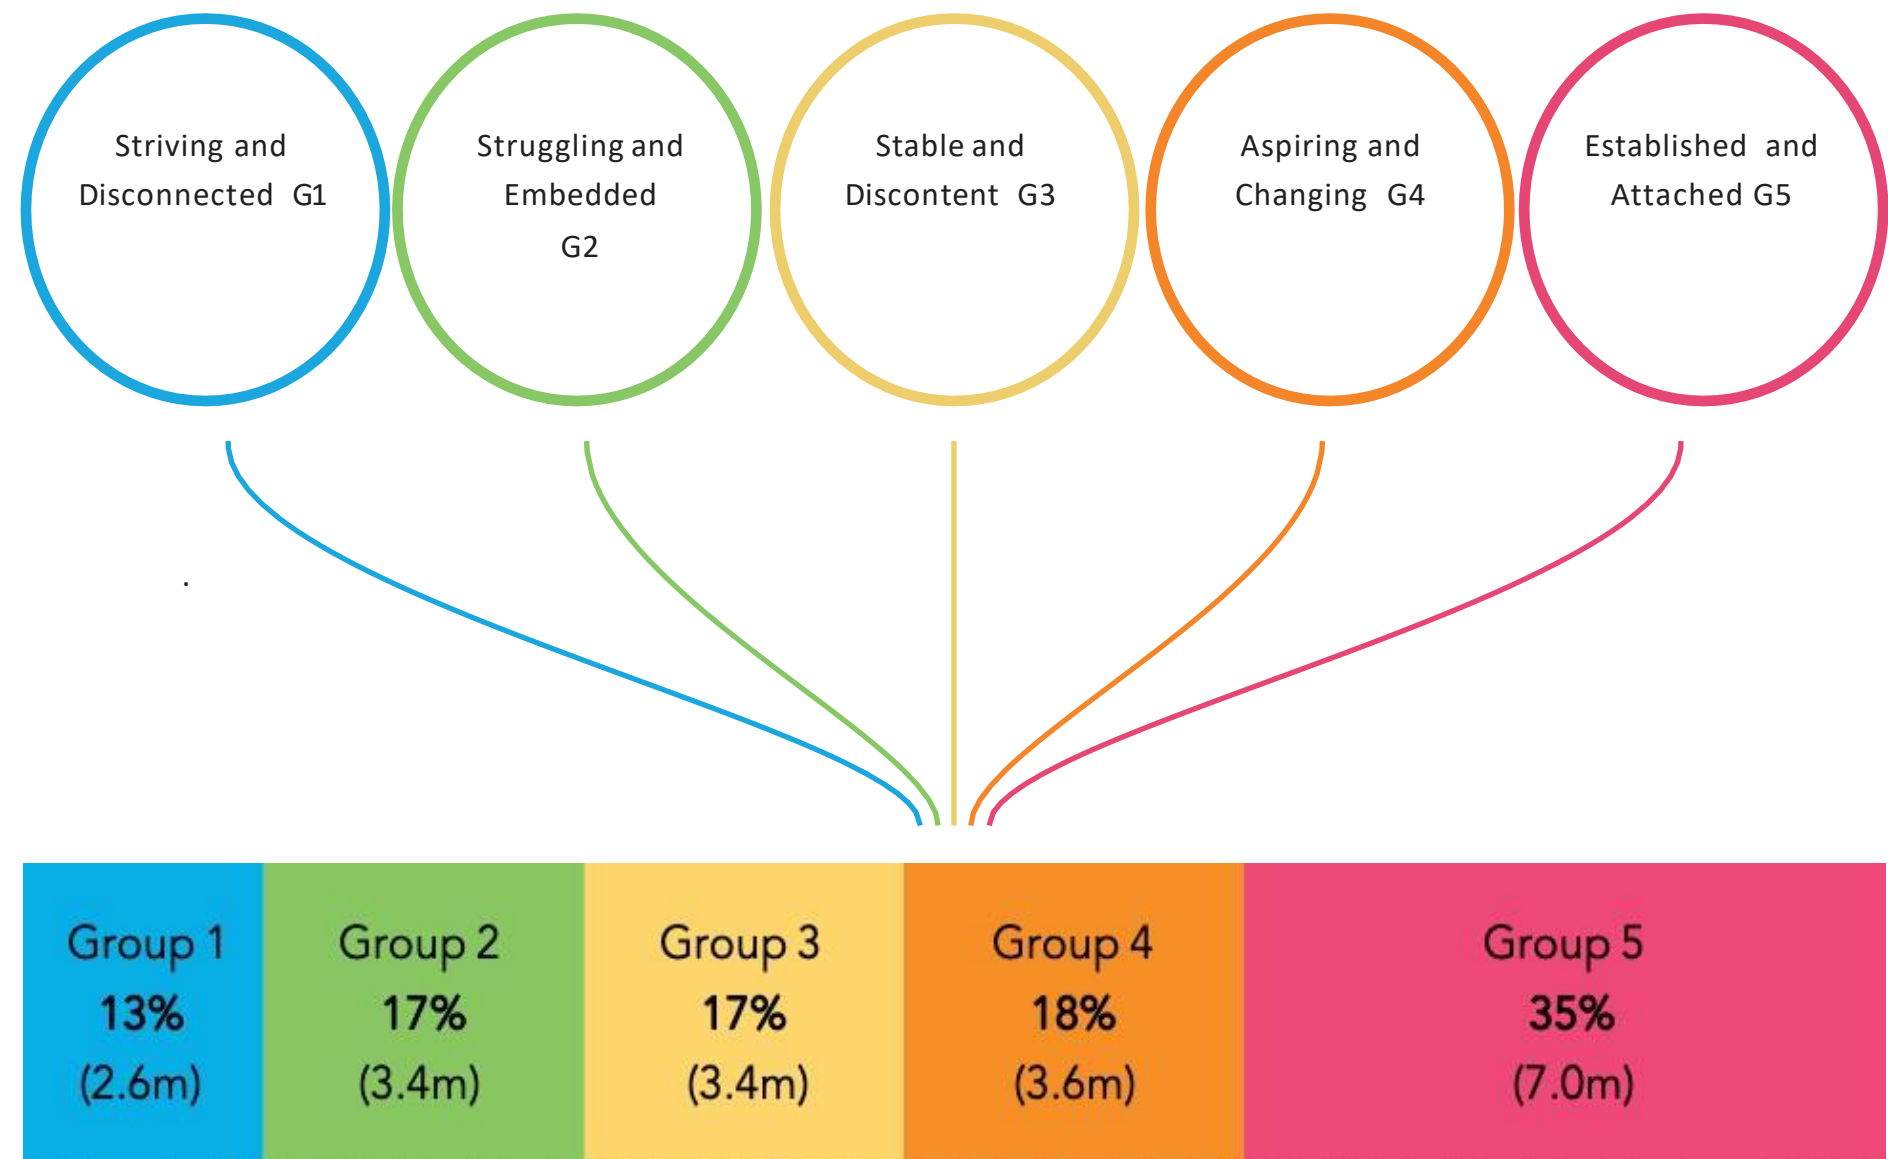 Striving and
Disconnected G1
Struggling and
Embedded
G2
Stable and
Discontent G3
Aspiring and
Changing G4
Established and
Attached G5
.
Group 1
13%
(2.6m)
Group 2
17%
(3.4m)
Group 3
17%
(3.4m)
Group 4
18%
(3.6m)
Group 5
35%
(7.0m)